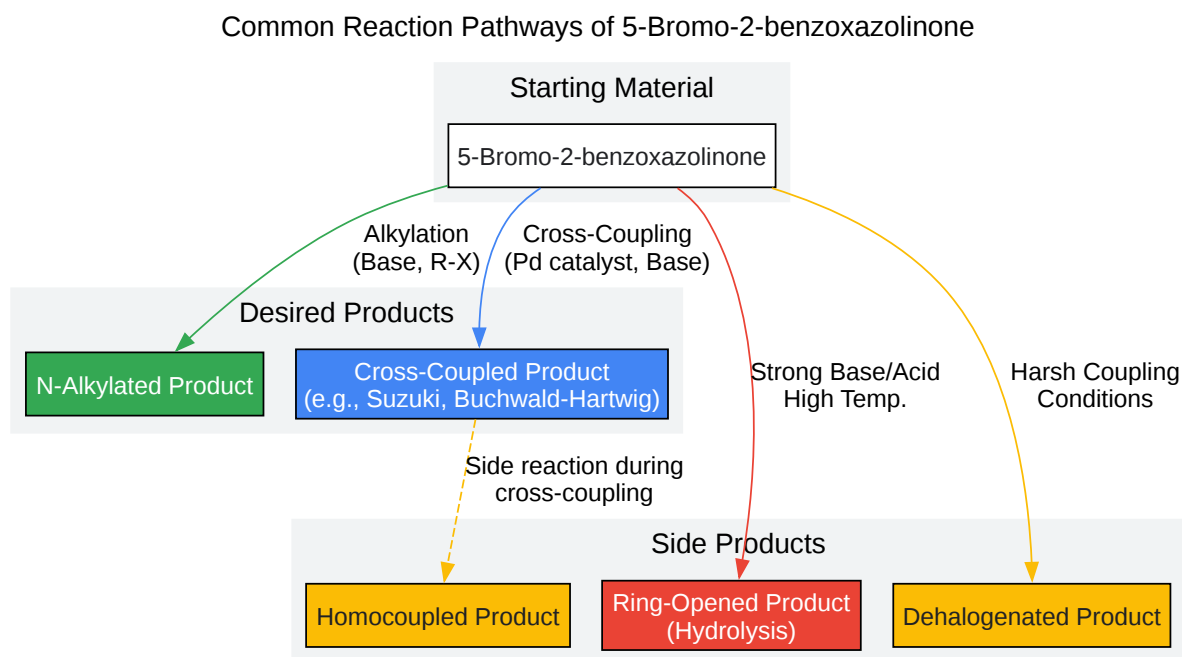 Common Reaction Pathways of 5-Bromo-2-benzoxazolinone
Starting Material
5-Bromo-2-benzoxazolinone
Alkylation
(Base, R-X)
Cross-Coupling
(Pd catalyst, Base)
Desired Products
N-Alkylated Product
Cross-Coupled Product
(e.g., Suzuki, Buchwald-Hartwig)
Strong Base/Acid
High Temp.
Harsh Coupling
Conditions
Side reaction during
cross-coupling
Side Products
Homocoupled Product
Ring-Opened Product
(Hydrolysis)
Dehalogenated Product